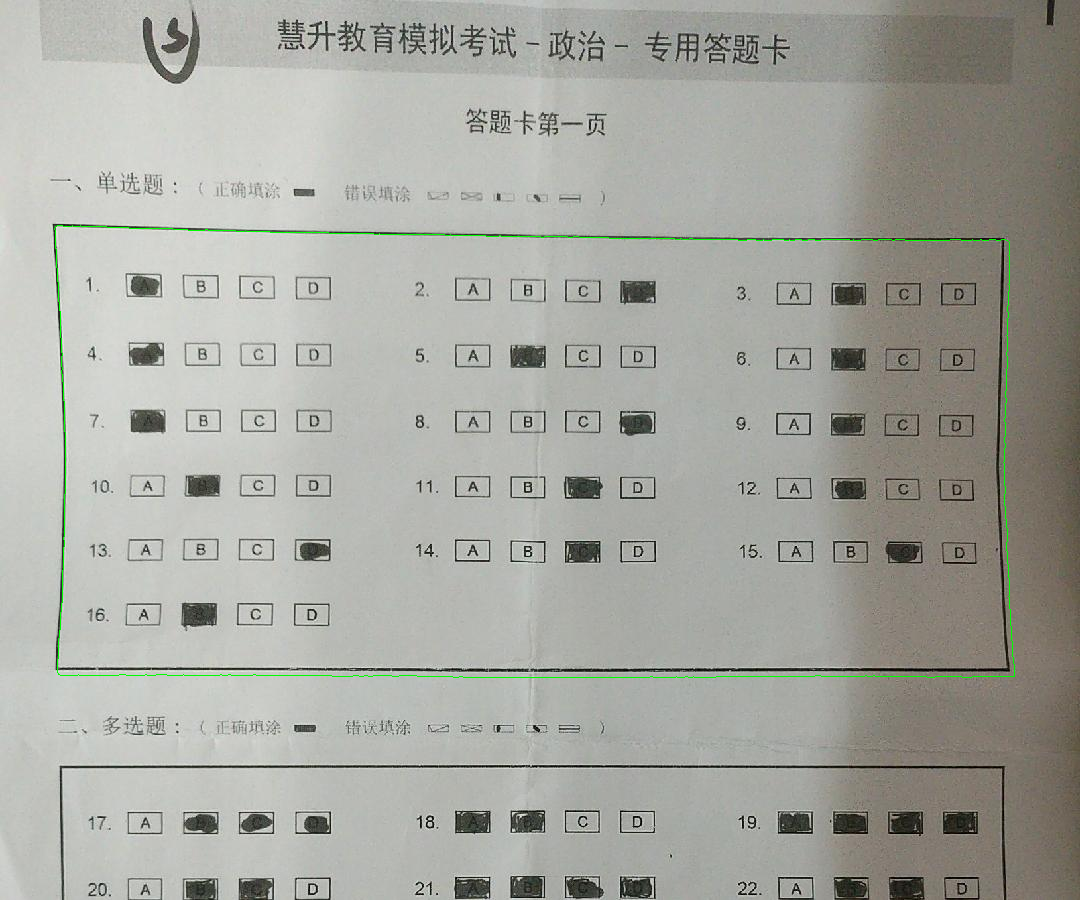 慧升教育模拟考试－政治－ 专用答题卡
答题卡第一页
一、单选题：（ 正确填涂 错误填涂 ）
1. A B C D 2. A B C D 3. A B C D
4. A B C D 5. A B C D 6. A B C D
7. A B C D 8. A B C D 9. A B C D
10. A B C D 11. A B C D 12. A B C D
13. A B C D 14. A B C D 15. A B C D
16. A B C D
二、多选题：（ 正确填涂 错误填涂 ）
17. A B C D 18. A B C D 19. A B C D
20. A B C D 21. A B C D 22. A B C D